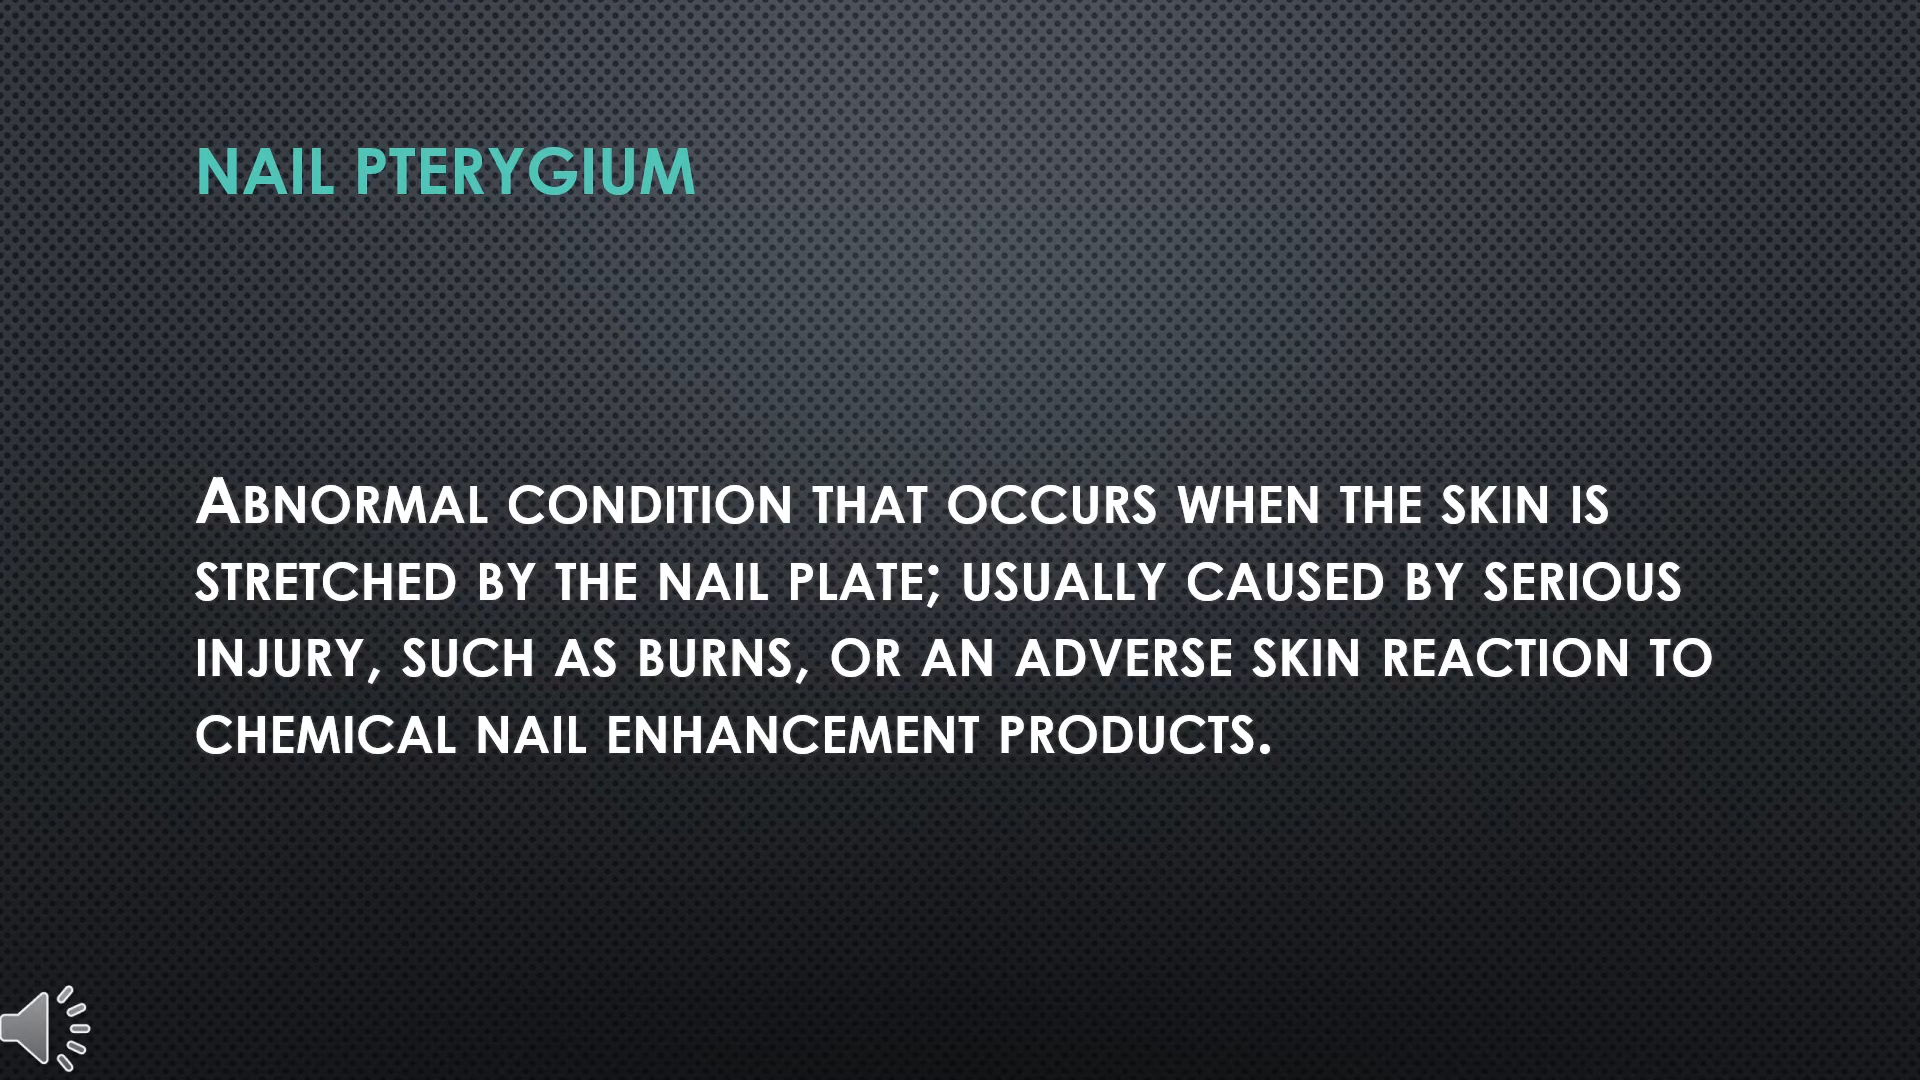 NAIL PTERYGIUM
ABNORMAL CONDITION THAT OCCURS WHEN THE SKIN IS
STRETCHED BY THE NAIL PLATE; USUALLY CAUSED BY SERIOUS
INJURY, SUCH AS BURNS, OR AN ADVERSE SKIN REACTION TO
CHEMICAL NAIL ENHANCEMENT PRODUCTS.